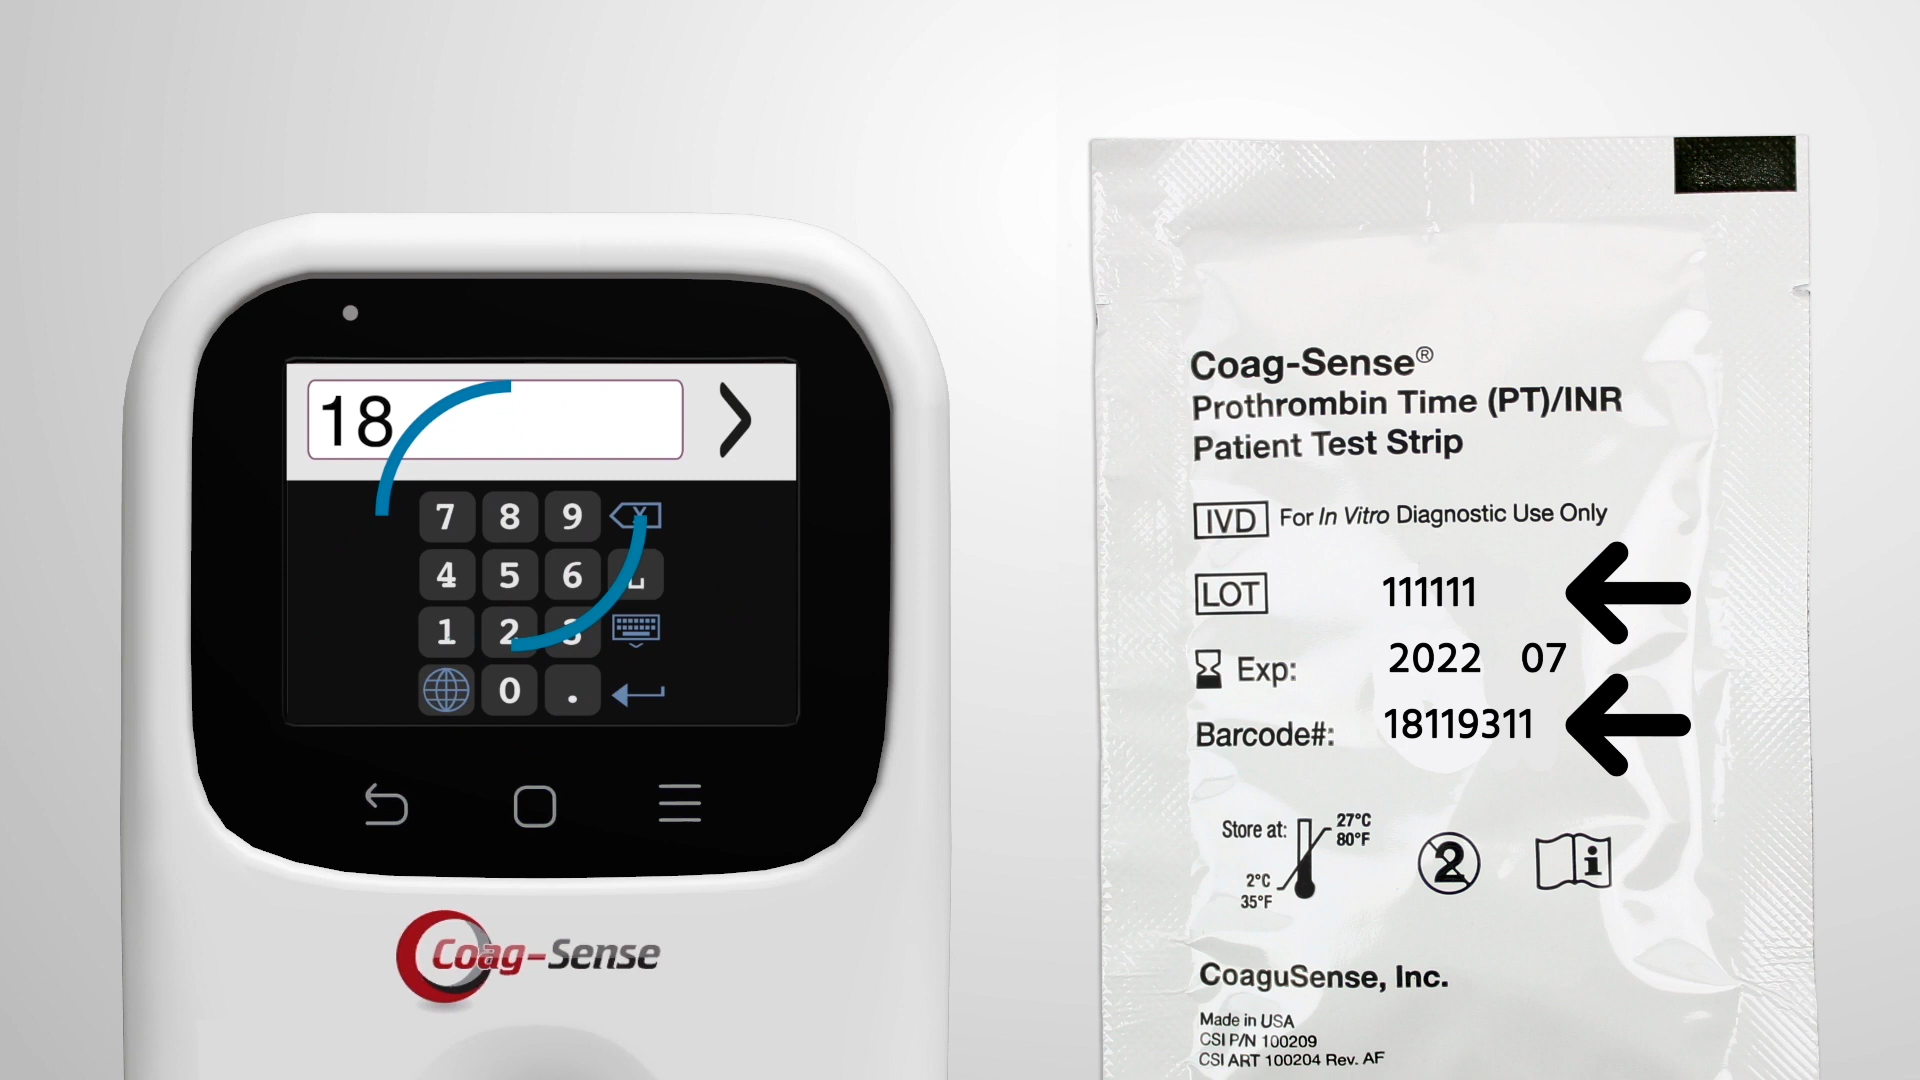 18
7 8 9
4 5 6
1 2 3
0 .
Coag-Sense
Coag-Sense®
Prothrombin Time (PT)/INR
Patient Test Strip
IVD For In Vitro Diagnostic Use Only
LOT 111111
Exp: 2022 07
Barcode#: 18119311
Store at: 27°C
80°F
2°C
35°F
2
i
CoaguSense, Inc.
Made in USA
CSI P/N 100209
CSI ART 100204 Rev. AF